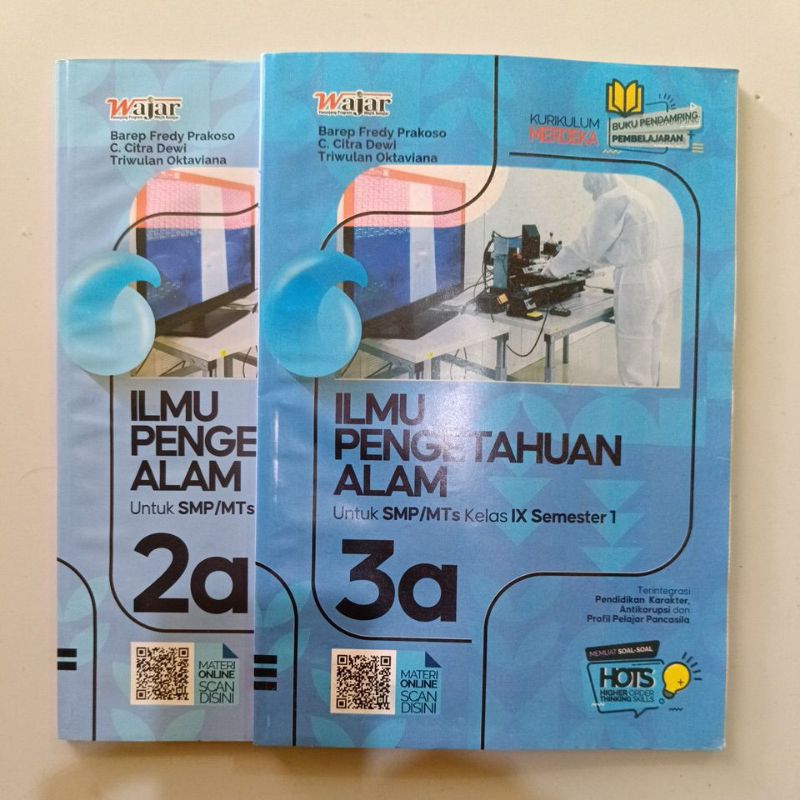 Wajar
Barep Fredy Prakoso
C. Citra Dewi
Triwulan Oktaviana
ILMU
PENGE
ALAM
Untuk SMP/MTs
2a
MATERI
ONLINE
SCAN
DISINI
Wajar
Barep Fredy Prakoso
C. Citra Dewi
Triwulan Oktaviana
KURIKULUM
MERDEKA
BUKU PENDAMPING
PEMBELAJARAN
ILMU
PENGETAHUAN
ALAM
Untuk SMP/MTs Kelas IX Semester 1
3a
Terintegrasi
Pendidikan Karakter,
Antikorupsi dan
Profil Pelajar Pancasila
MATERI
ONLINE
SCAN
DISINI
MEMUAT SOAL-SOAL
HOTS
HIGHER ORDER
THINKING SKILLS